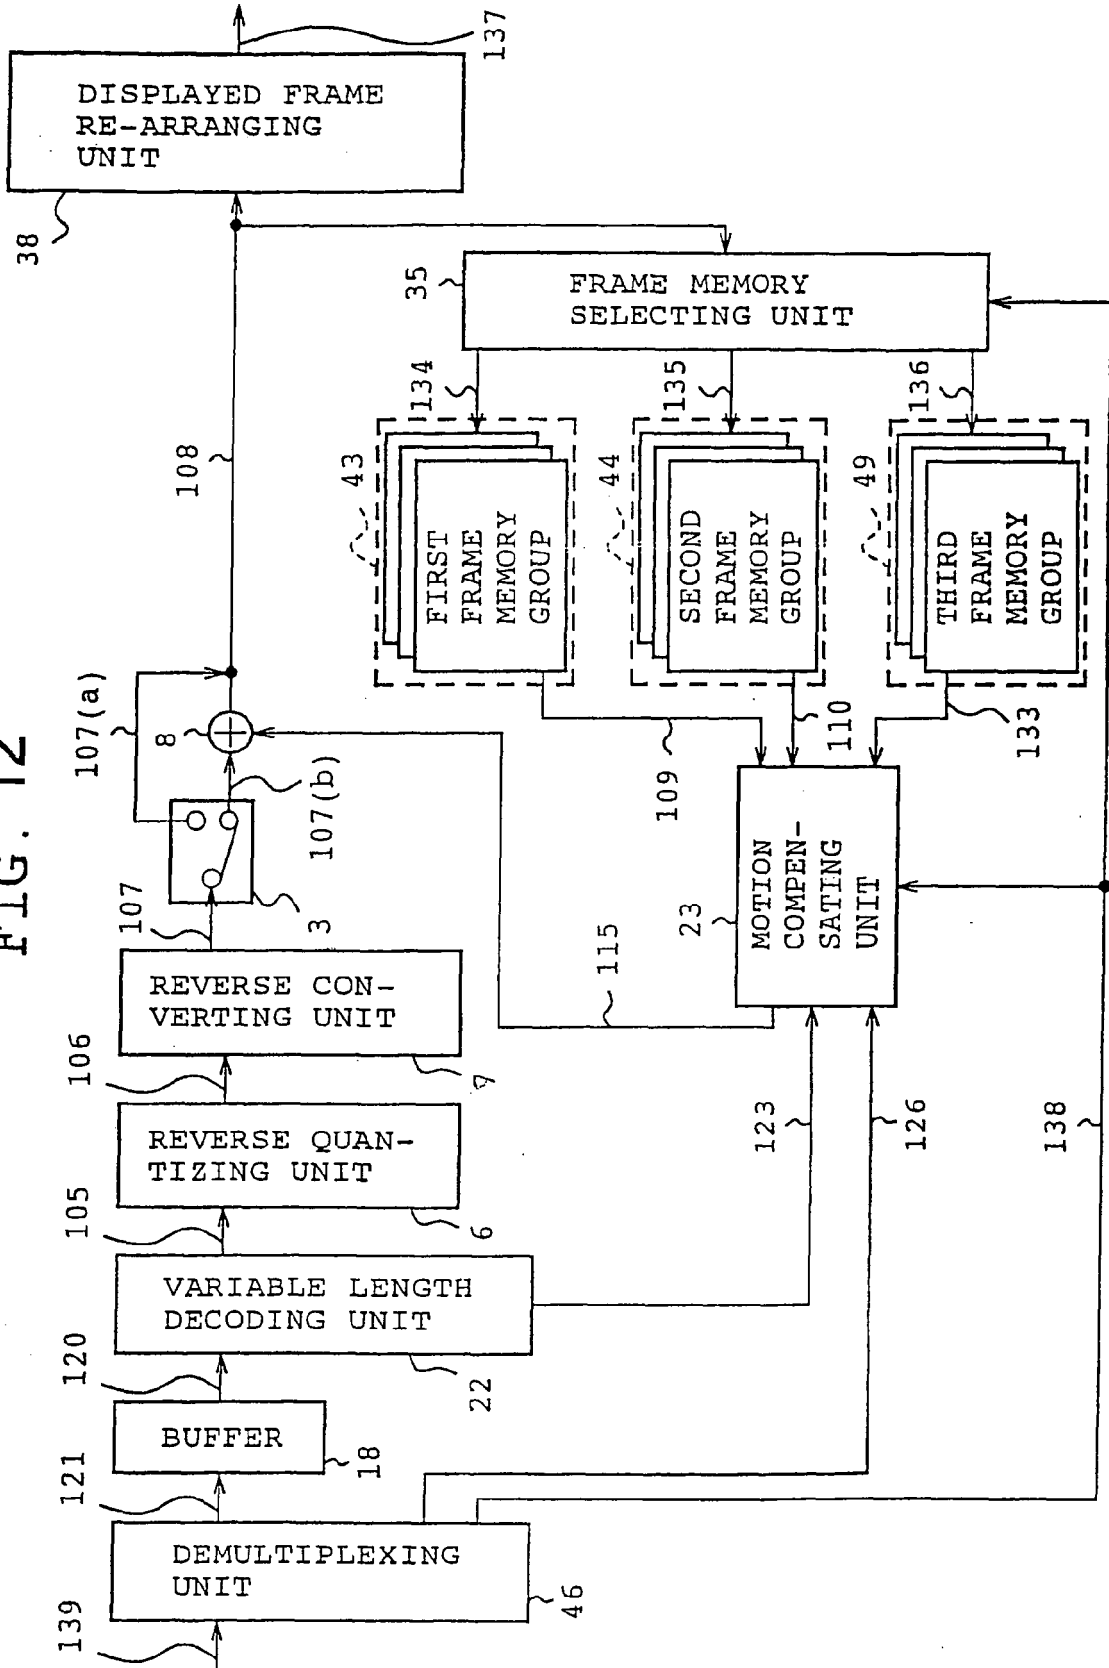 FIG. 12
DISPLAYED FRAME
RE-ARRANGING
UNIT
137
38
108
35
FRAME MEMORY
SELECTING UNIT
134
135
136
43
44
49
FIRST
FRAME
MEMORY
GROUP
SECOND
FRAME
MEMORY
GROUP
THIRD
FRAME
MEMORY
GROUP
107(a)
8
107(b)
109
110
133
107
3
23
MOTION
COMPEN-
SATING
UNIT
115
REVERSE CON-
VERTING UNIT
7
106
REVERSE QUAN-
TIZING UNIT
6
105
123
126
138
VARIABLE LENGTH
DECODING UNIT
22
120
BUFFER
18
121
DEMULTIPLEXING
UNIT
46
139